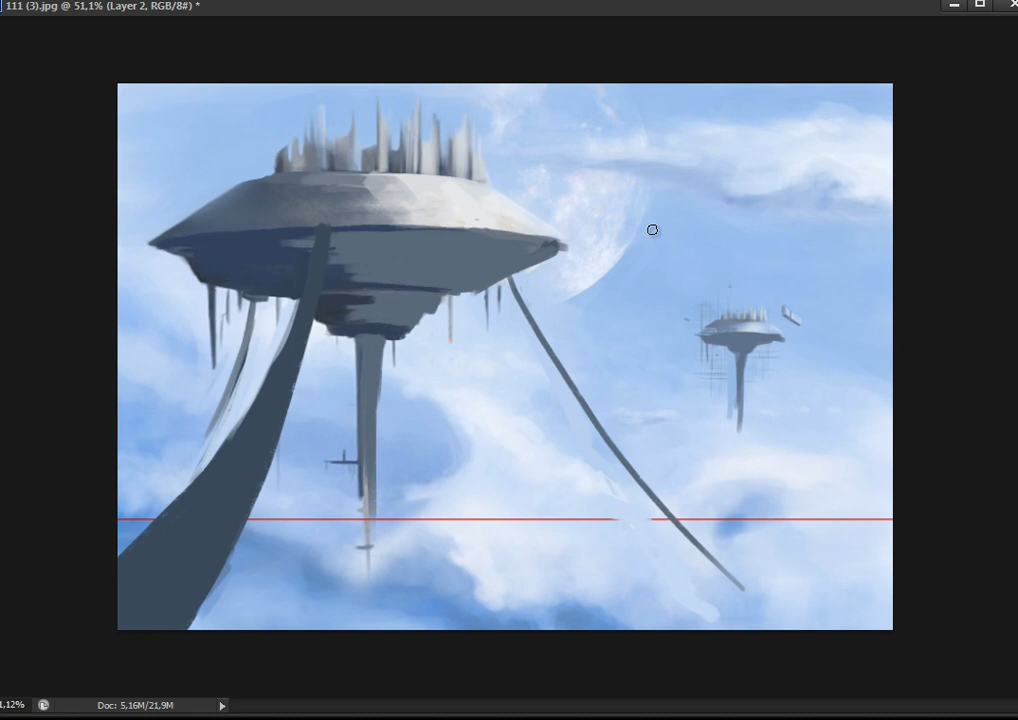 111 (3).jpg @ 51,1% (Layer 2, RGB/8#) *
1,12%
Doc: 5,16M/21,9M